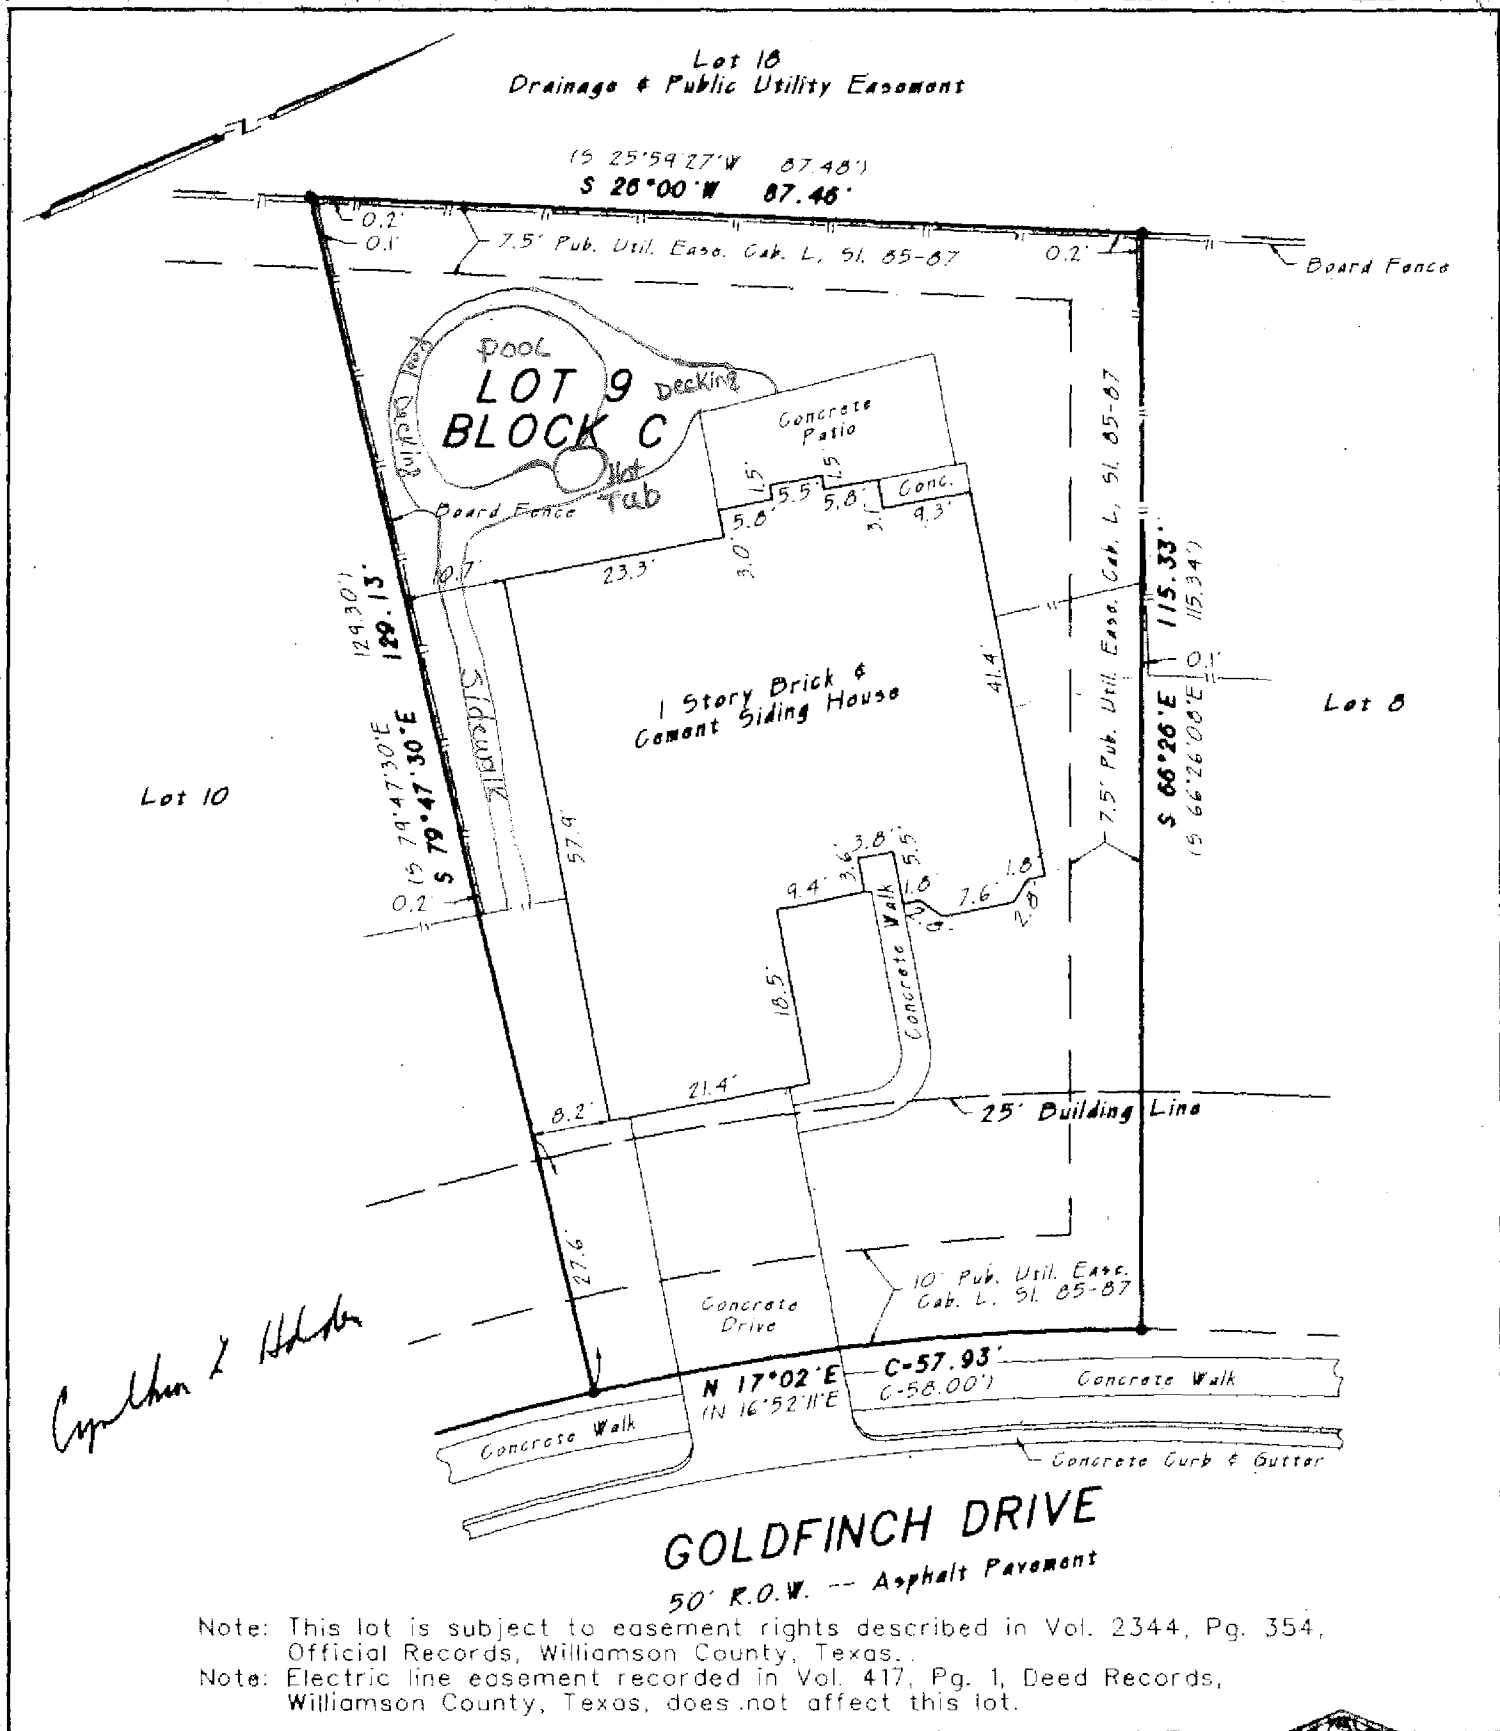 Lot 18
Drainage & Public Utility Easement
(S 25°59'27"W 87.48')
S 26°00'W 87.46'
0.2'
0.1'
7.5' Pub. Util. Ease. Cab. L, Sl. 85-87
0.2'
Board Fence
POOL
LOT 9
BLOCK C
Pool Decking
Decking
Hot
Tub
Concrete
Patio
Conc.
1.5'
5.5'
1.5'
5.8'
5.8'
3.1'
9.3'
3.0'
Board Fence
10.7'
23.3'
7.5' Pub. Util. Ease. Cab. L, Sl. 85-87
129.30')
129.13'
(S 79°47'30"E
S 79°47'30"E
Sidewalk
1 Story Brick &
Cement Siding House
41.4'
S 66°26'E 115.33'
(S 66°26'08"E 115.34')
0.1'
Lot 8
Lot 10
57.9'
0.2'
3.8'
5.5'
3.6'
9.4'
1.8'
7.6'
1.8'
2.8'
Concrete Walk
18.5'
21.4'
8.2'
25' Building Line
27.6'
10' Pub. Util. Ease.
Cab. L, Sl. 85-87
Concrete
Drive
N 17°02'E C-57.93'
(N 16°52'11"E C-58.00')
Concrete Walk
Concrete Walk
Concrete Curb & Gutter
GOLDFINCH DRIVE
50' R.O.W. -- Asphalt Pavement
Note: This lot is subject to easement rights described in Vol. 2344, Pg. 354,
Official Records, Williamson County, Texas.
Note: Electric line easement recorded in Vol. 417, Pg. 1, Deed Records,
Williamson County, Texas, does not affect this lot.